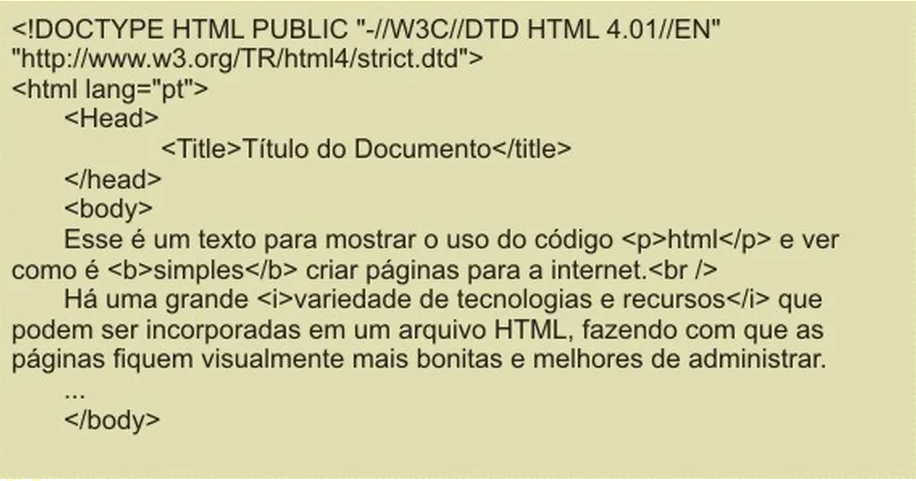 <!DOCTYPE HTML PUBLIC "-//W3C//DTD HTML 4.01//EN"
"http://www.w3.org/TR/html4/strict.dtd">
<html lang="pt">
<Head>
<Title>Título do Documento</title>
</head>
<body>
Esse é um texto para mostrar o uso do código <p>html</p> e ver
como é <b>simples</b> criar páginas para a internet.<br />
Há uma grande <i>variedade de tecnologias e recursos</i> que
podem ser incorporadas em um arquivo HTML, fazendo com que as
páginas fiquem visualmente mais bonitas e melhores de administrar.
...
</body>